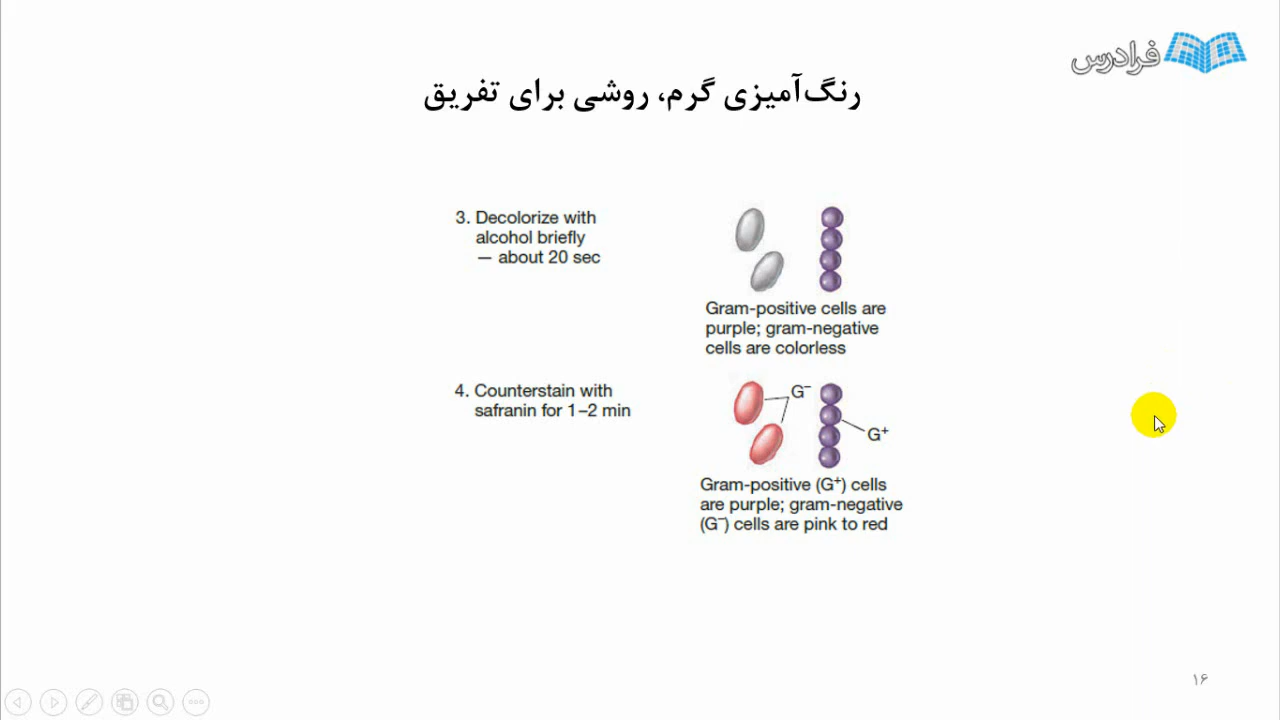 فرادرس
رنگ‌آمیزی گرم، روشی برای تفریق
3. Decolorize with
alcohol briefly
— about 20 sec
Gram-positive cells are
purple; gram-negative
cells are colorless
4. Counterstain with
safranin for 1–2 min
G⁻
G⁺
Gram-positive (G⁺) cells
are purple; gram-negative
(G⁻) cells are pink to red
۱۶